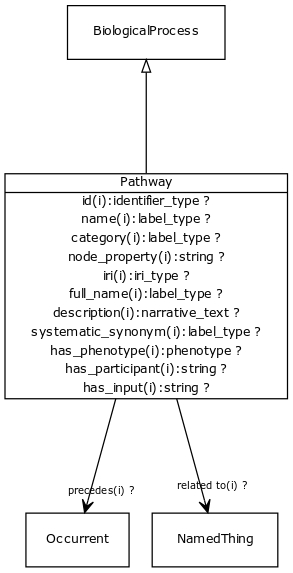 BiologicalProcess
Pathway
id(i):identifier_type ?
name(i):label_type ?
category(i):label_type ?
node_property(i):string ?
iri(i):iri_type ?
full_name(i):label_type ?
description(i):narrative_text ?
systematic_synonym(i):label_type ?
has_phenotype(i):phenotype ?
has_participant(i):string ?
has_input(i):string ?
precedes(i) ?
related to(i) ?
Occurrent
NamedThing